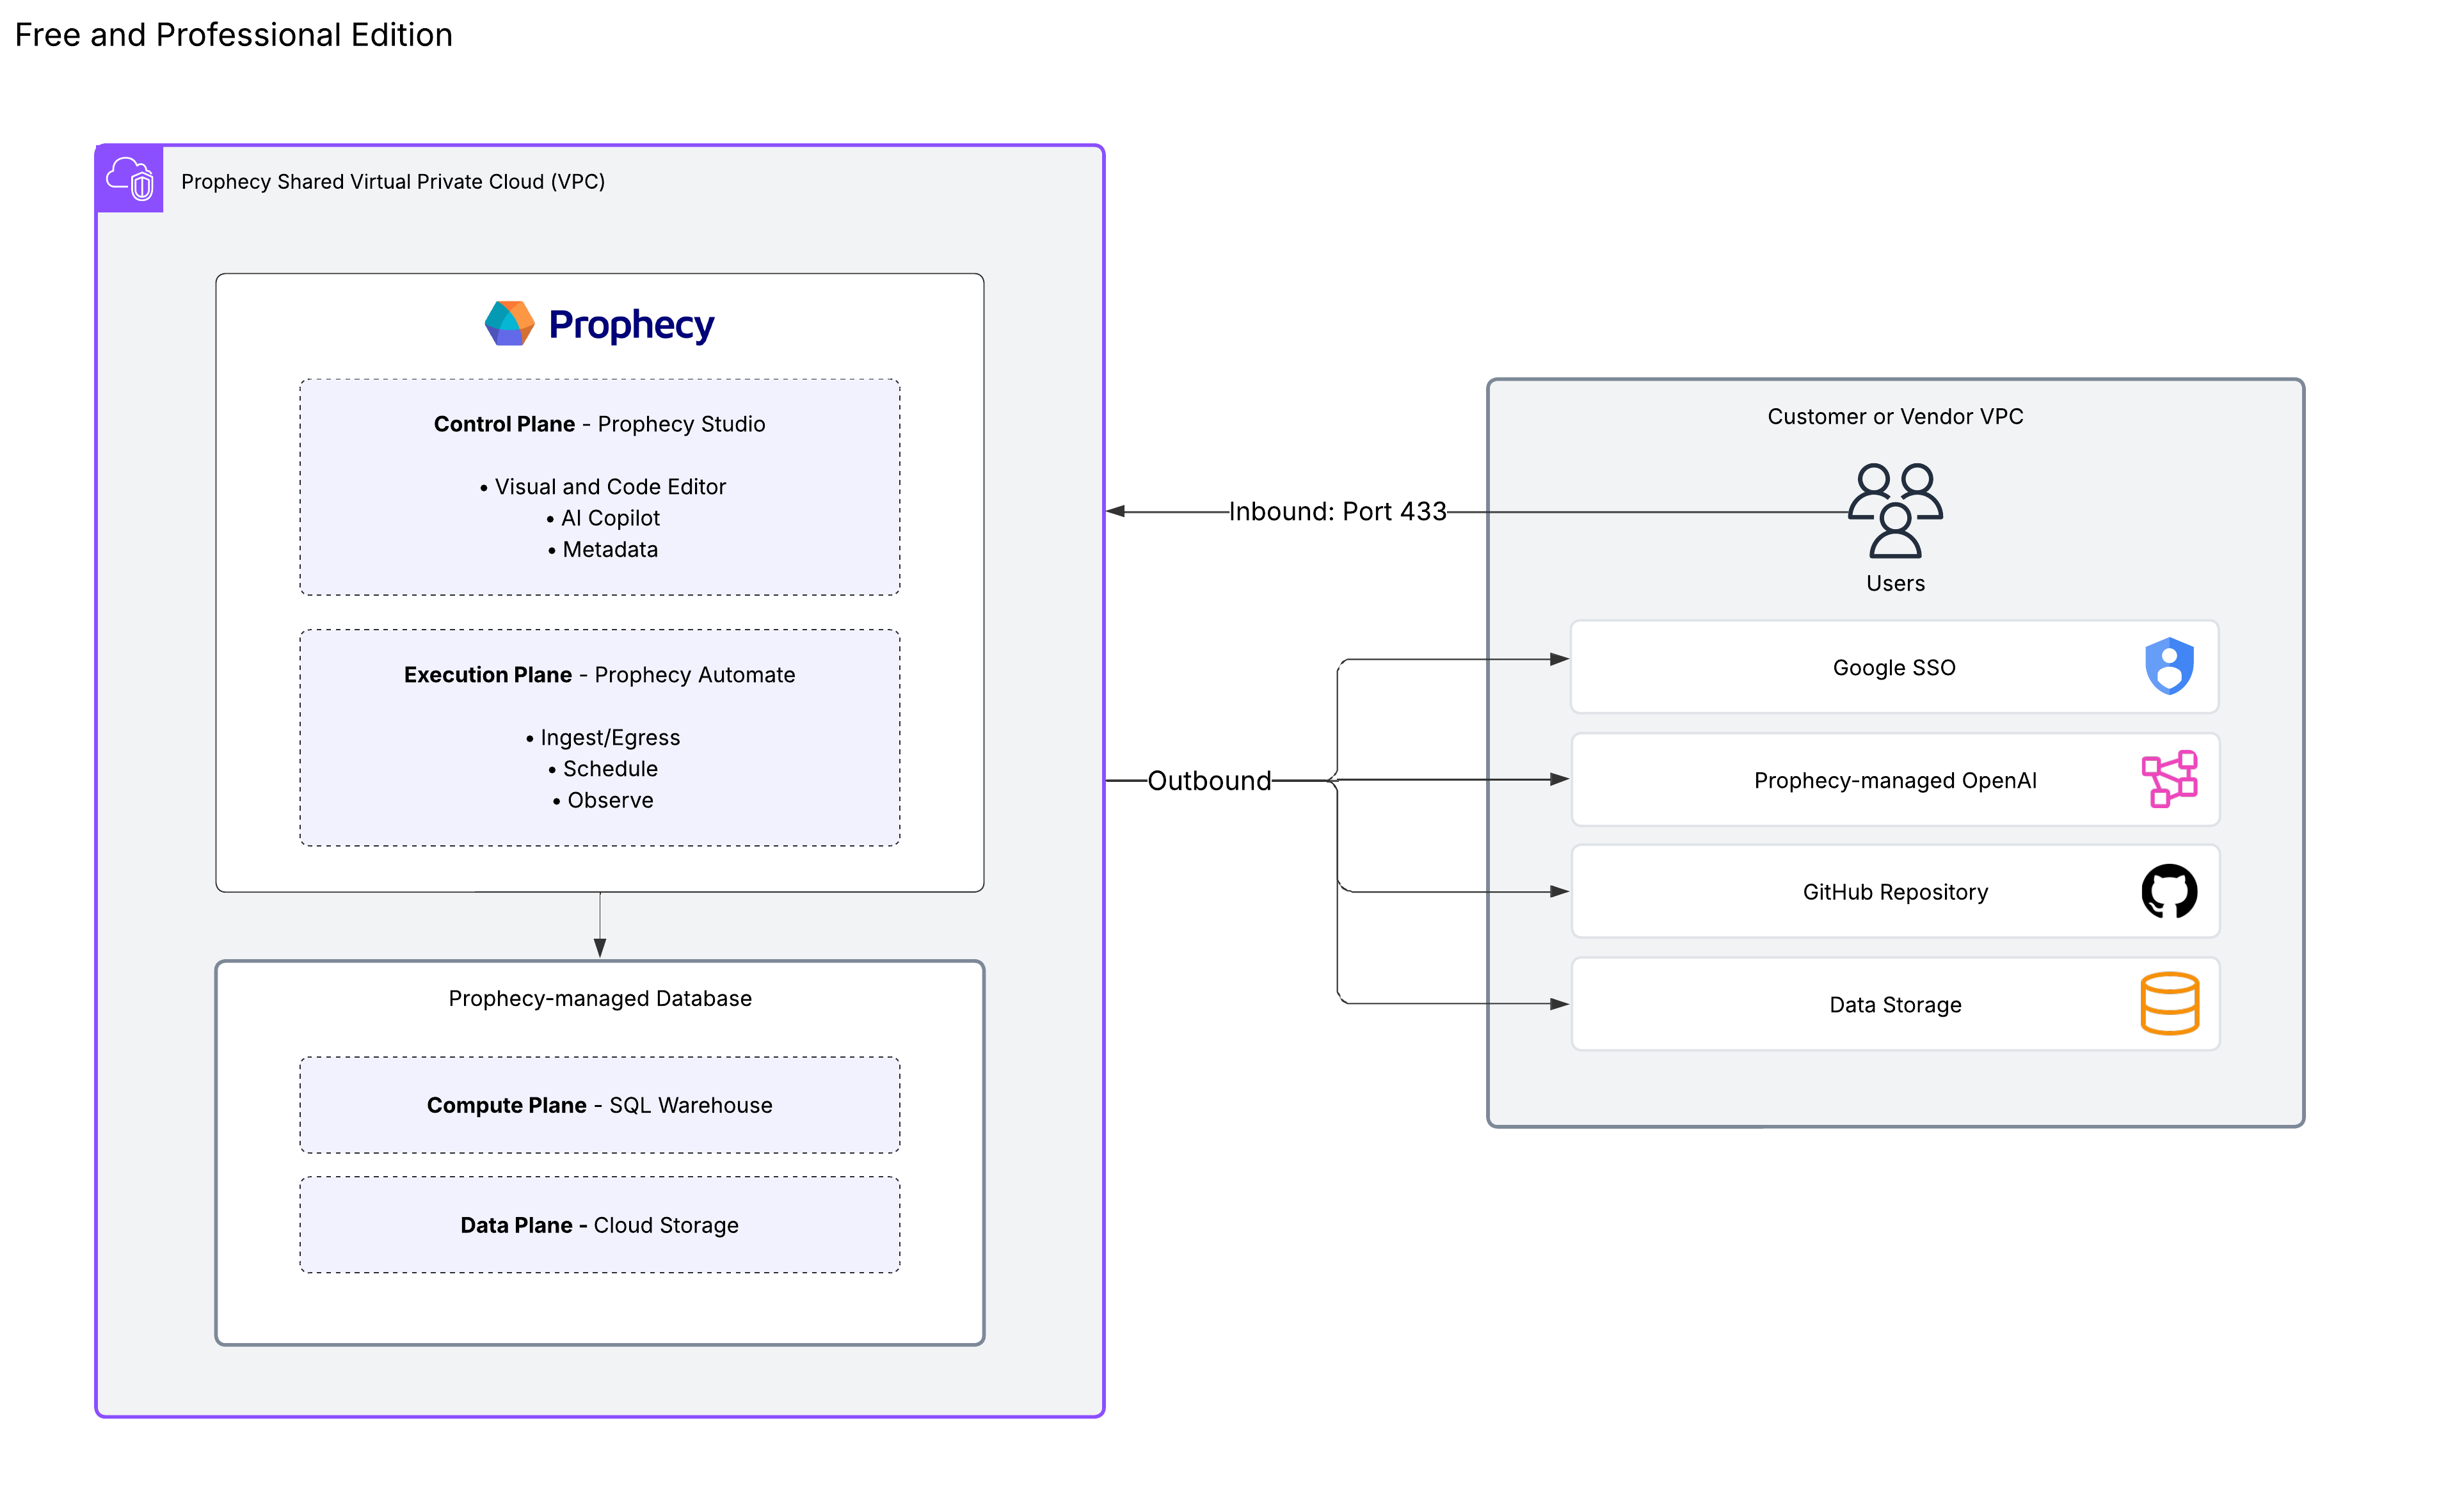 Free and Professional Edition
Prophecy Shared Virtual Private Cloud (VPC)
Prophecy
Control Plane - Prophecy Studio
• Visual and Code Editor
• AI Copilot
• Metadata
Execution Plane - Prophecy Automate
• Ingest/Egress
• Schedule
• Observe
Prophecy-managed Database
Compute Plane - SQL Warehouse
Data Plane - Cloud Storage
Inbound: Port 433
Outbound
Customer or Vendor VPC
Users
Google SSO
Prophecy-managed OpenAI
GitHub Repository
Data Storage